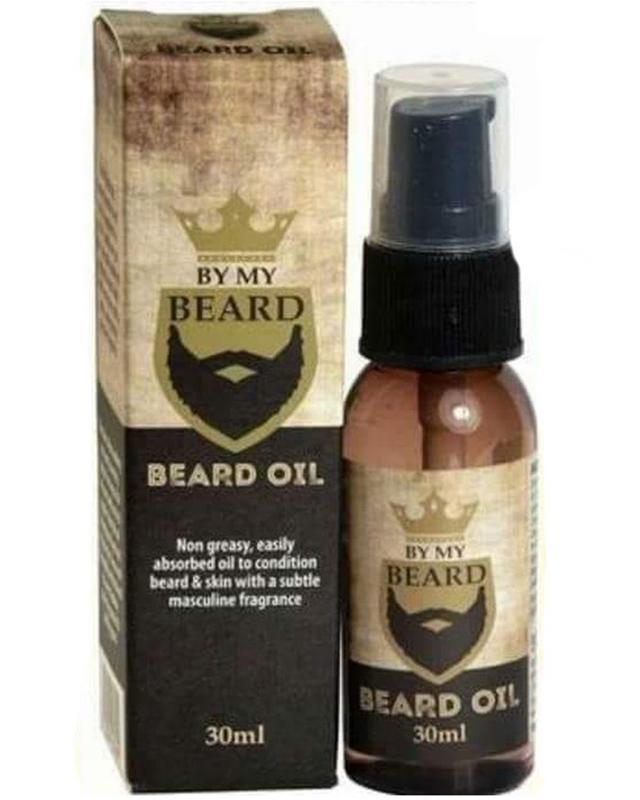 BEARD OIL
BY MY
BEARD
BEARD OIL
Non greasy, easily
absorbed oil to condition
beard & skin with a subtle
masculine fragrance
30ml
BY MY
BEARD
BEARD OIL
30ml